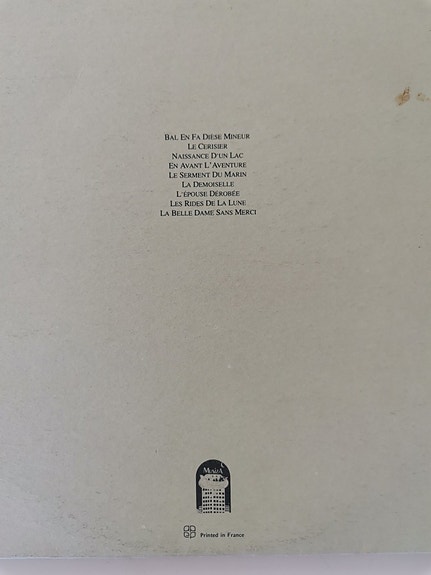 BAL EN FA DIESE MINEUR
LE CERISIER
NAISSANCE D'UN LAC
EN AVANT L'AVENTURE
LE SERMENT DU MARIN
LA DEMOISELLE
L'ÉPOUSE DÉROBÉE
LES RIDES DE LA LUNE
LA BELLE DAME SANS MERCI
MUSÉA
Printed in France